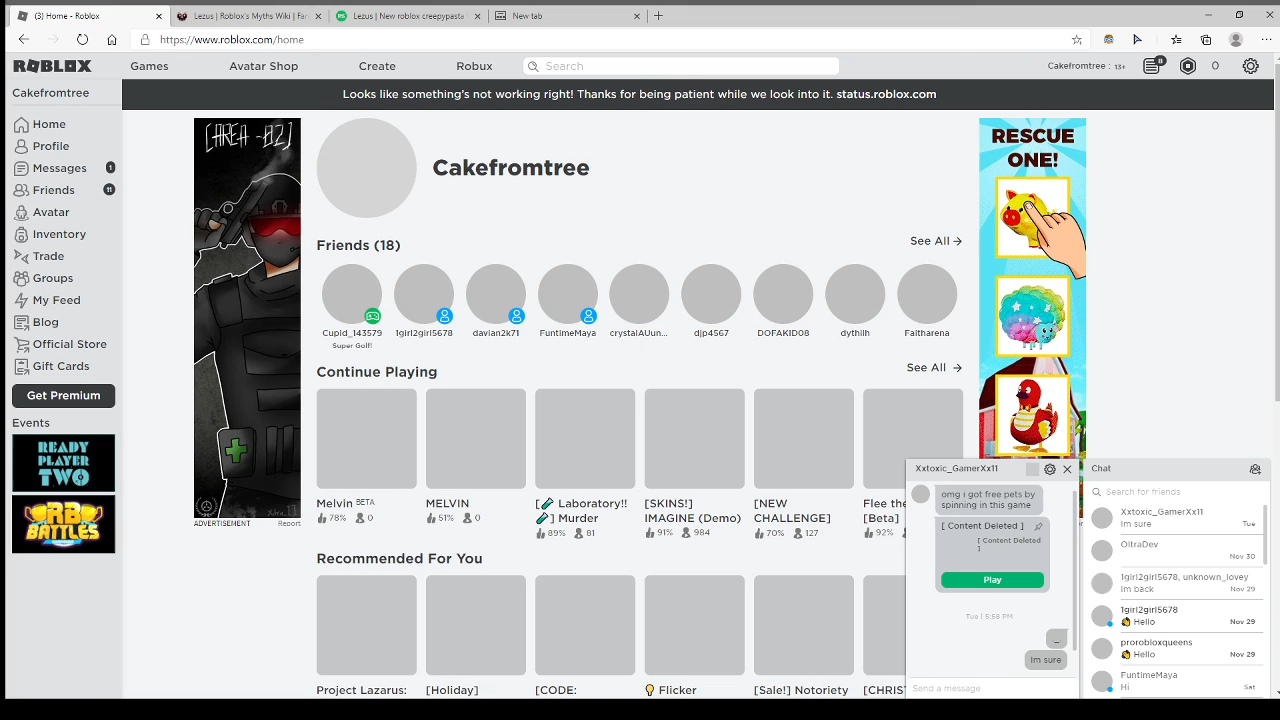 (3) Home - Roblox
Lezus | Roblox's Myths Wiki | Fan
Lezus | New roblox creepypasta
New tab
https://www.roblox.com/home
ROBLOX
Games
Avatar Shop
Create
Robux
Search
Cakefromtree : 13+
8
0
Cakefromtree
Looks like something's not working right! Thanks for being patient while we look into it. status.roblox.com
Home
Profile
Messages 1
Friends 11
Avatar
Inventory
Trade
Groups
My Feed
Blog
Official Store
Gift Cards
Get Premium
Events
READY
PLAYER
TWO
RB
BATTLES
[AREA -02]
ADVERTISEMENT
Report
Cakefromtree
Friends (18)
See All →
Cupid_143579
Super Golf!
1girl2girl5678
davian2k71
FuntimeMaya
crystalAUun...
djp4567
DOFAKID08
dythiih
Faitharena
Continue Playing
See All →
Melvin BETA
78% 0
MELVIN
51% 0
[🧪 Laboratory!!
🧪] Murder
89% 81
[SKINS!]
IMAGINE (Demo)
91% 984
[NEW
CHALLENGE]
70% 127
Flee the
[Beta]
92%
Recommended For You
Project Lazarus:
[Holiday]
[CODE:
💡 Flicker
[Sale!] Notoriety
[CHRIST
RESCUE
ONE!
Xxtoxic_GamerXx11
omg i got free pets by
spinning in this game
[ Content Deleted ]
[ Content Deleted
]
Play
Tue | 5:58 PM
_
Im sure
Send a message
Chat
Search for friends
Xxtoxic_GamerXx11
Im sure
Tue
OltraDev
Nov 30
1girl2girl5678, unknown_lovey
Im back
Nov 29
1girl2girl5678
👋 Hello
Nov 29
prorobloxqueens
👋 Hello
Nov 29
FuntimeMaya
Hi
Sat